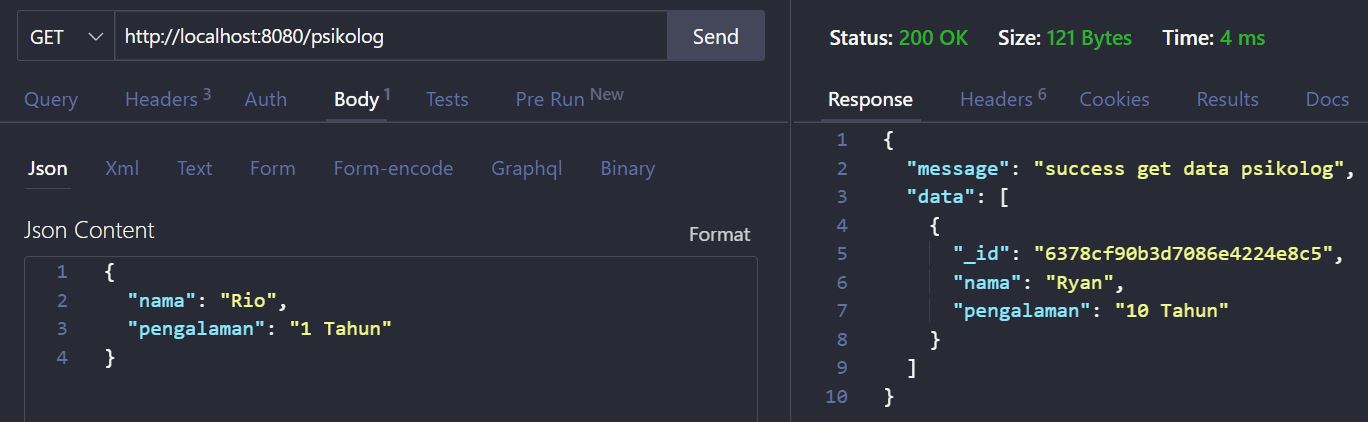 GET http://localhost:8080/psikolog Send
Query Headers 3 Auth Body 1 Tests Pre Run New
Json Xml Text Form Form-encode Graphql Binary
Json Content
Format
1 {
2 "nama": "Rio",
3 "pengalaman": "1 Tahun"
4 }
Status: 200 OK Size: 121 Bytes Time: 4 ms
Response Headers 6 Cookies Results Docs
1 {
2 "message": "success get data psikolog",
3 "data": [
4 {
5 "_id": "6378cf90b3d7086e4224e8c5",
6 "nama": "Ryan",
7 "pengalaman": "10 Tahun"
8 }
9 ]
10 }